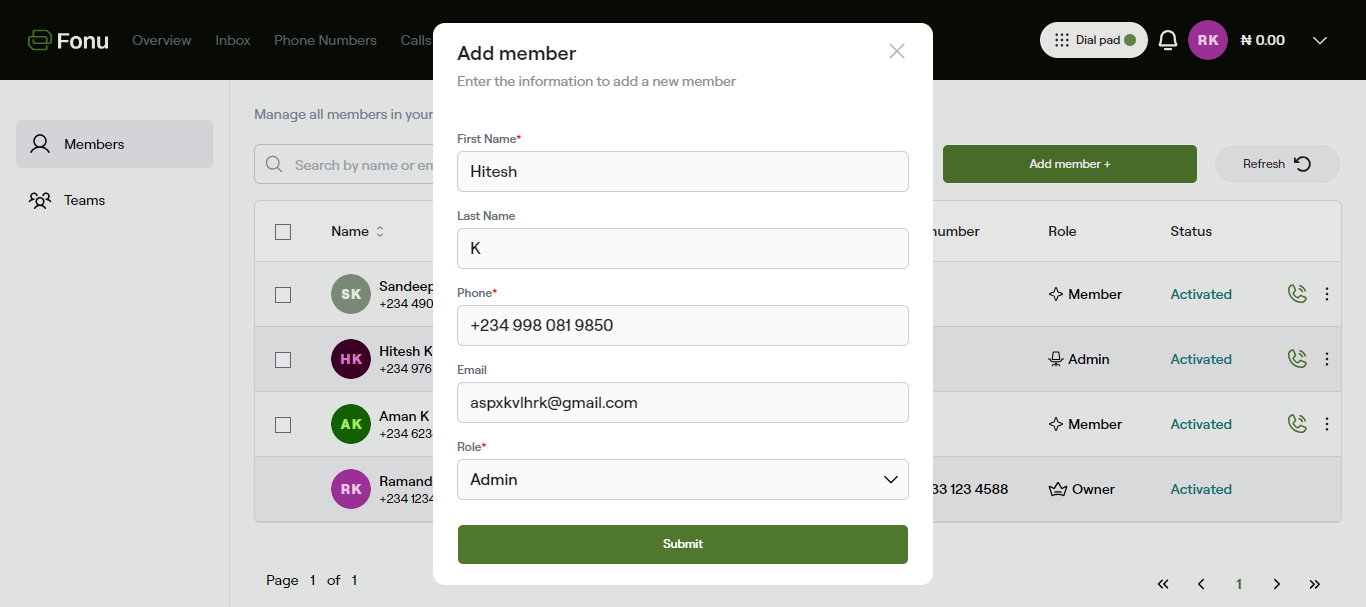 Fonu
Overview Inbox Phone Numbers Calls
Dial pad
RK
₦ 0.00
Members
Teams
Manage all members in your
Search by name or em
Add member +
Refresh
Name
number
Role
Status
SK
Sandeep
+234 490
Member
Activated
HK
Hitesh K
+234 976
Admin
Activated
AK
Aman K
+234 623
Member
Activated
RK
Ramand
+234 1234
33 123 4588
Owner
Activated
Page 1 of 1
1
Add member
Enter the information to add a new member
First Name*
Hitesh
Last Name
K
Phone*
+234 998 081 9850
Email
aspxkvlhrk@gmail.com
Role*
Admin
Submit